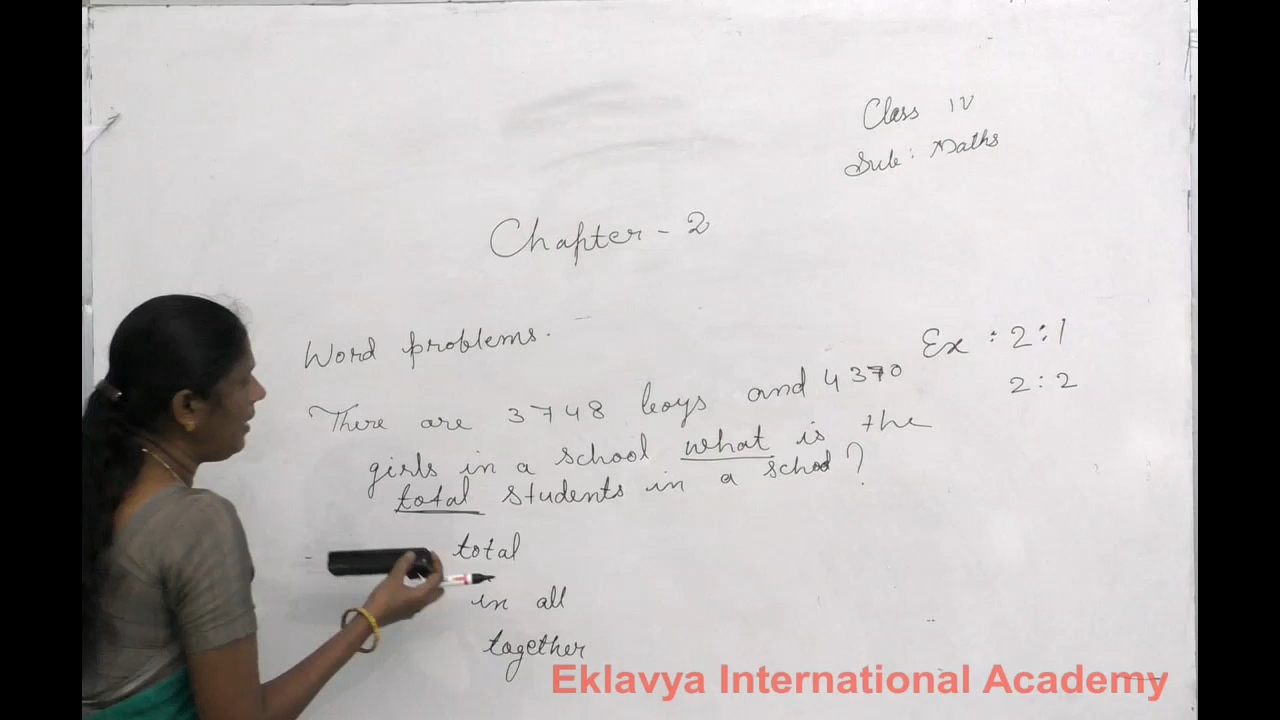 Class IV
Sub: Maths
Chapter - 2
Word problems.
Ex : 2:1
2:2
There are 3748 boys and 4370
girls in a school what is the
total students in a school?
total
in all
together
Eklavya International Academy